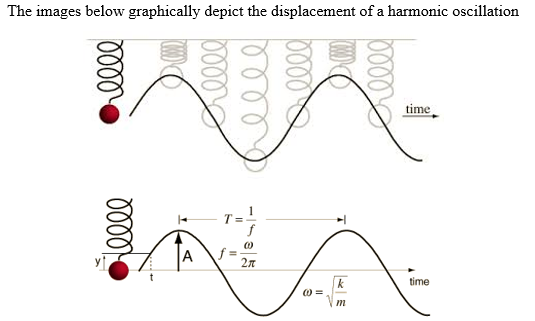 The images below graphically depict the displacement of a harmonic oscillation
time
T = 1/f
A
f = ω/2π
y
t
time
ω = √(k/m)